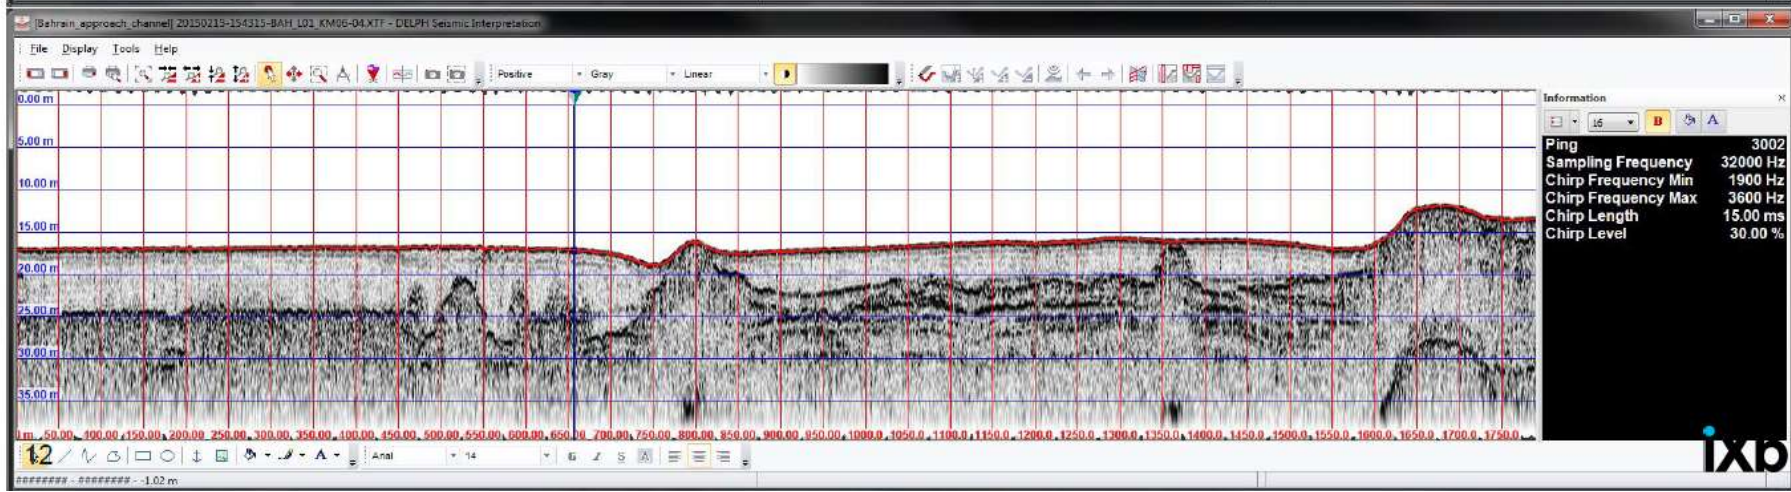 [Bahrain_approach_channel] 20150213-154315-BAH_L01_KM06-04.XTF - DELPH Seismic Interpretation
File Display Tools Help
Positive Gray Linear
0.00 m
5.00 m
10.00 m
15.00 m
20.00 m
25.00 m
30.00 m
35.00 m
50.00 100.00 150.00 200.00 250.00 300.00 350.00 400.00 450.00 500.00 550.00 600.00 650.00 700.00 750.00 800.00 850.00 900.00 950.00 1000.0 1050.0 1100.0 1150.0 1200.0 1250.0 1300.0 1350.0 1400.0 1450.0 1500.0 1550.0 1600.0 1650.0 1700.0 1750.0
Information
16 B A
Ping 3002
Sampling Frequency 32000 Hz
Chirp Frequency Min 1900 Hz
Chirp Frequency Max 3600 Hz
Chirp Length 15.00 ms
Chirp Level 30.00 %
12
A Arial 14 G I S A
######## - ######## - -1.02 m
ixb